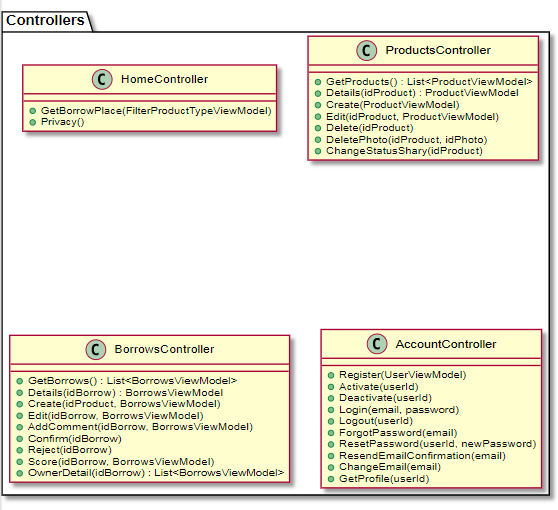 Controllers
C HomeController
GetBorrowPlace(FilterProductTypeViewModel)
Privacy()
C ProductsController
GetProducts() : List<ProductViewModel>
Details(idProduct) : ProductViewModel
Create(ProductViewModel)
Edit(idProduct, ProductViewModel)
Delete(idProduct)
DeletePhoto(idProduct, idPhoto)
ChangeStatusShary(idProduct)
C BorrowsController
GetBorrows() : List<BorrowsViewModel>
Details(idBorrow) : BorrowsViewModel
Create(idProduct, BorrowsViewModel)
Edit(idBorrow, BorrowsViewModel)
AddComment(idBorrow, BorrowsViewModel)
Confirm(idBorrow)
Reject(idBorrow)
Score(idBorrow, BorrowsViewModel)
OwnerDetail(idBorrow) : List<BorrowsViewModel>
C AccountController
Register(UserViewModel)
Activate(userId)
Deactivate(userId)
Login(email, password)
Logout(userId)
ForgotPassword(email)
ResetPassword(userId, newPassword)
ResendEmailConfirmation(email)
ChangeEmail(email)
GetProfile(userId)